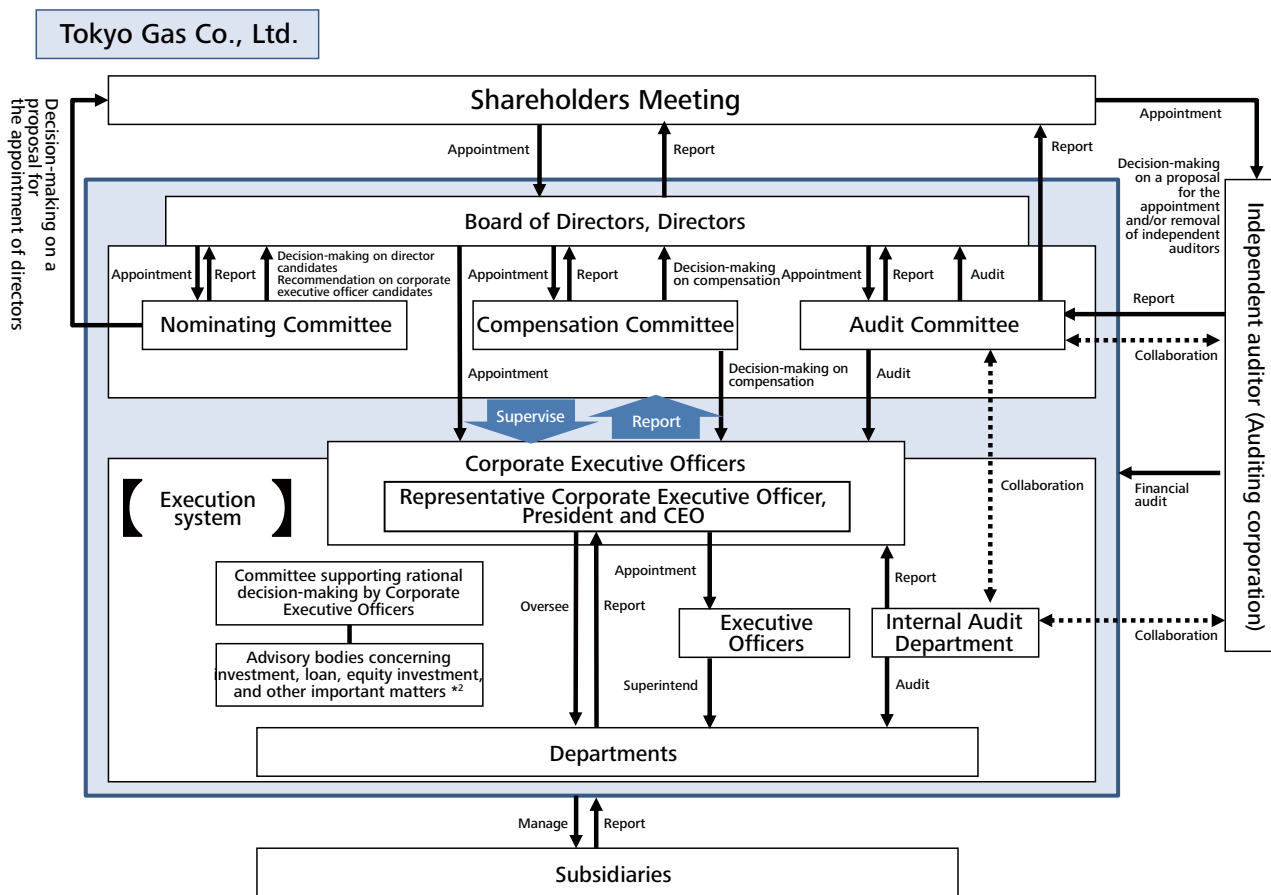 Tokyo Gas Co., Ltd.
Shareholders Meeting
Decision-making on a
proposal for
the appointment of directors
Appointment
Report
Report
Appointment
Decision-making
on a proposal
for the
appointment
and/or removal
of independent
auditors
Independent auditor (Auditing corporation)
Board of Directors, Directors
Appointment
Report
Decision-making on director
candidates
Recommendation on corporate
executive officer candidates
Appointment
Report
Decision-making
on compensation
Appointment
Report
Audit
Nominating Committee
Compensation Committee
Audit Committee
Report
Collaboration
Appointment
Decision-making on
compensation
Audit
Supervise
Report
Corporate Executive Officers
Representative Corporate Executive Officer,
President and CEO
【 Execution
system 】
Collaboration
Financial
audit
Committee supporting rational
decision-making by Corporate
Executive Officers
Advisory bodies concerning
investment, loan, equity investment,
and other important matters *2
Oversee
Report
Appointment
Executive
Officers
Superintend
Report
Internal Audit
Department
Audit
Collaboration
Departments
Manage
Report
Subsidiaries